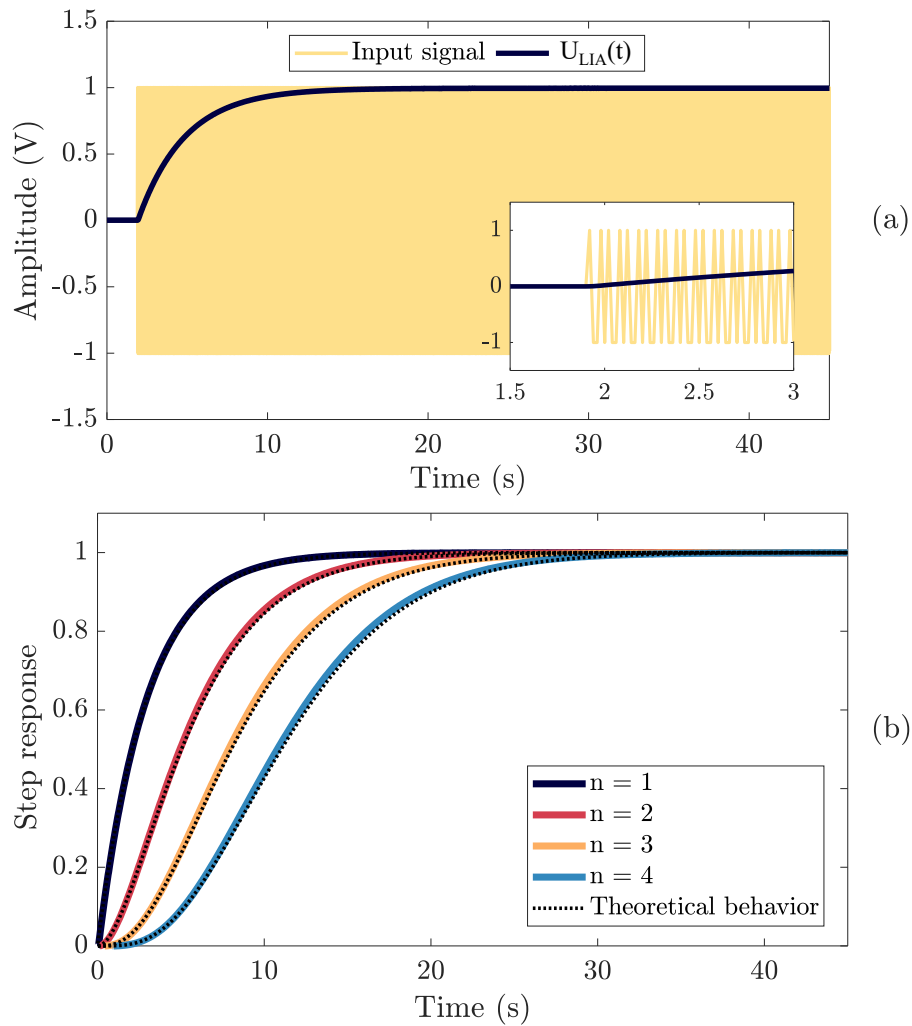 Input signal U_LIA(t)
1
0.5
0
-0.5
-1
-1.5
Amplitude (V)
1
0
-1
1.5 2 2.5 3
0 10 20 30 40
Time (s)
(a)
1
0.8
0.6
0.4
0.2
0
Step response
n = 1
n = 2
n = 3
n = 4
Theoretical behavior
0 10 20 30 40
Time (s)
(b)